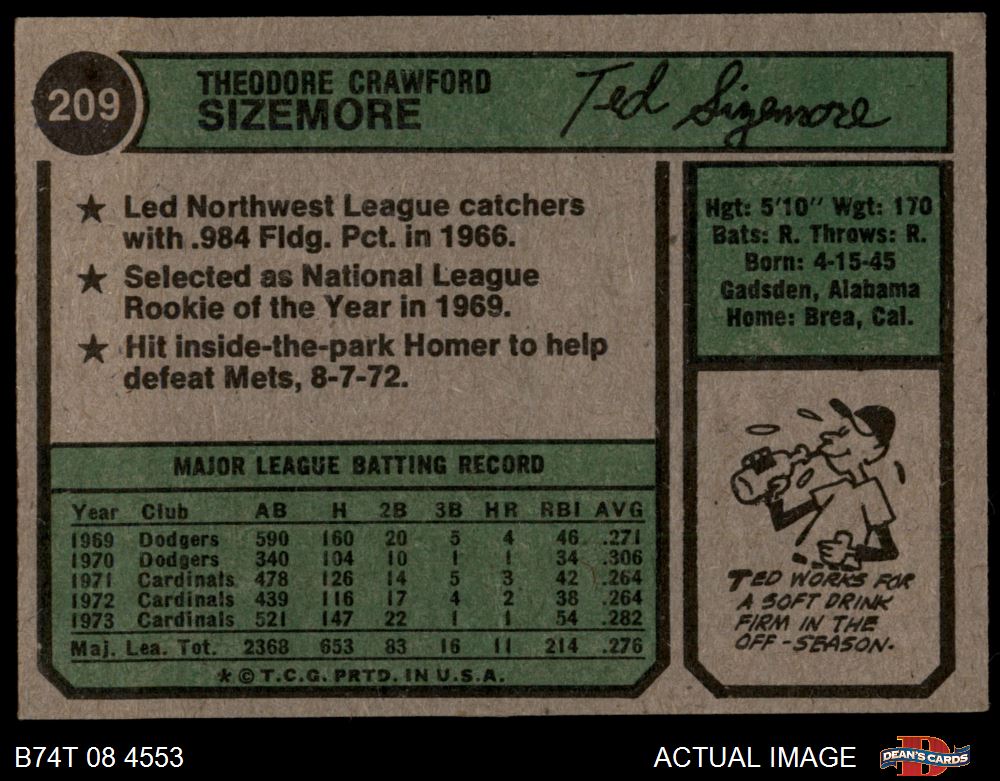 209
THEODORE CRAWFORD
SIZEMORE
Ted Sizemore
★ Led Northwest League catchers
with .984 Fldg. Pct. in 1966.
★ Selected as National League
Rookie of the Year in 1969.
★ Hit inside-the-park Homer to help
defeat Mets, 8-7-72.
Hgt: 5'10" Wgt: 170
Bats: R. Throws: R.
Born: 4-15-45
Gadsden, Alabama
Home: Brea, Cal.
MAJOR LEAGUE BATTING RECORD
Year Club AB H 2B 3B HR RBI AVG
1969 Dodgers 590 160 20 5 4 46 .271
1970 Dodgers 340 104 10 1 1 34 .306
1971 Cardinals 478 126 14 5 3 42 .264
1972 Cardinals 439 116 17 4 2 38 .264
1973 Cardinals 521 147 22 1 1 54 .282
Maj. Lea. Tot. 2368 653 83 16 11 214 .276
* © T.C.G. PRTD. IN U.S.A.
TED WORKS FOR
A SOFT DRINK
FIRM IN THE
OFF-SEASON.
B74T 08 4553
ACTUAL IMAGE
DEAN'S CARDS